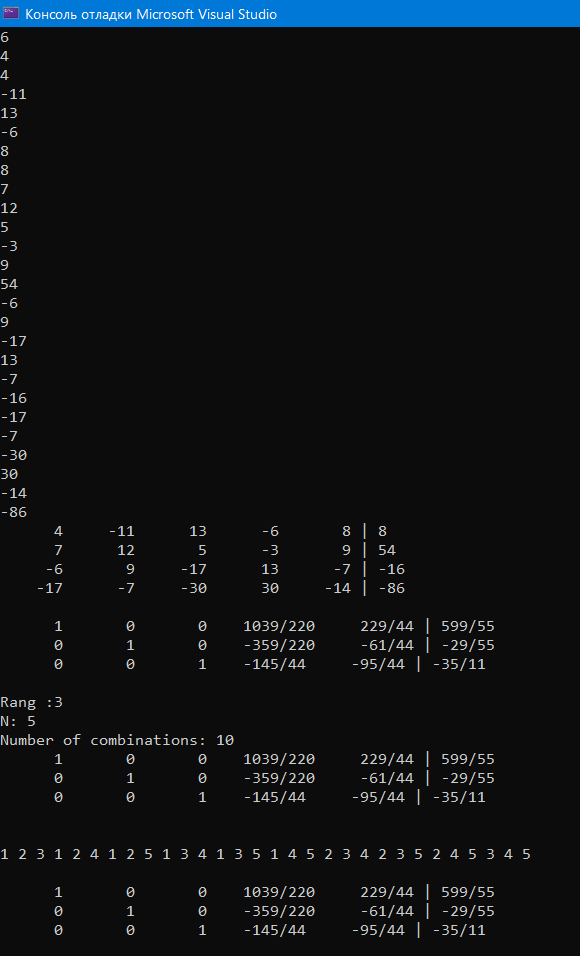 Консоль отладки Microsoft Visual Studio
6
4
4
-11
13
-6
8
8
7
12
5
-3
9
54
-6
9
-17
13
-7
-16
-17
-7
-30
30
-14
-86
4 -11 13 -6 8 | 8
7 12 5 -3 9 | 54
-6 9 -17 13 -7 | -16
-17 -7 -30 30 -14 | -86
1 0 0 1039/220 229/44 | 599/55
0 1 0 -359/220 -61/44 | -29/55
0 0 1 -145/44 -95/44 | -35/11
Rang :3
N: 5
Number of combinations: 10
1 0 0 1039/220 229/44 | 599/55
0 1 0 -359/220 -61/44 | -29/55
0 0 1 -145/44 -95/44 | -35/11
1 2 3 1 2 4 1 2 5 1 3 4 1 3 5 1 4 5 2 3 4 2 3 5 2 4 5 3 4 5
1 0 0 1039/220 229/44 | 599/55
0 1 0 -359/220 -61/44 | -29/55
0 0 1 -145/44 -95/44 | -35/11